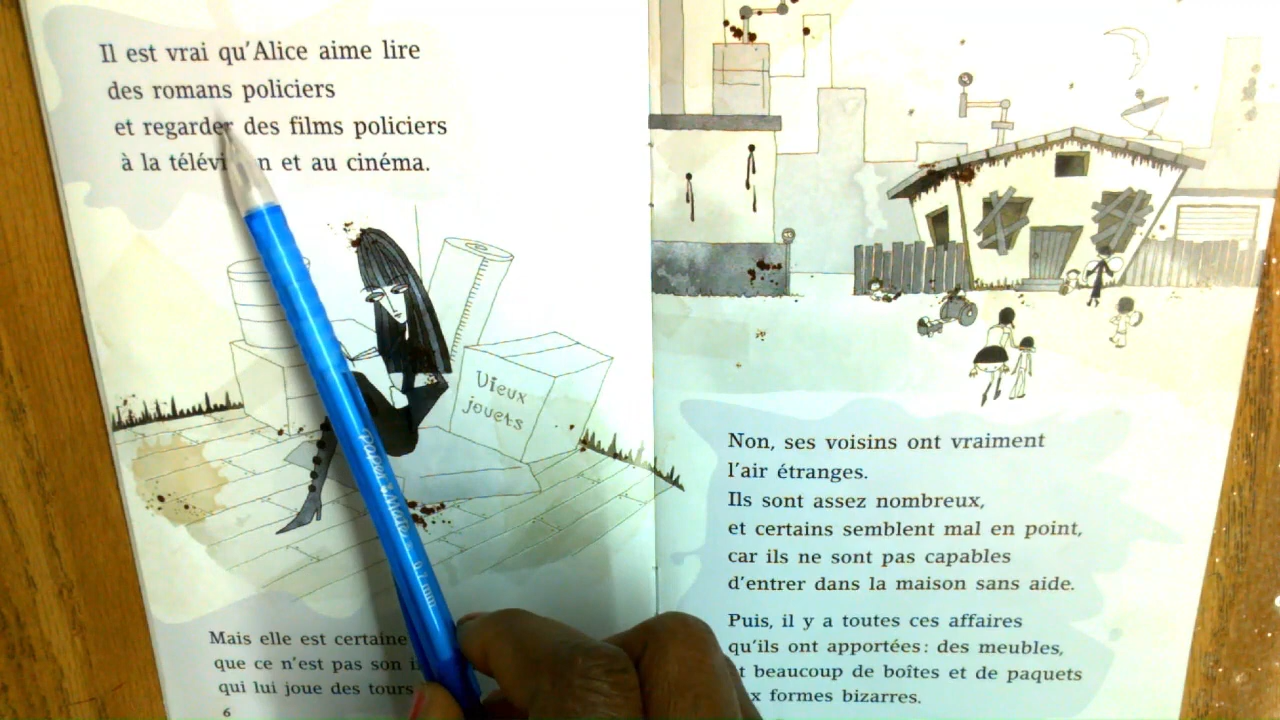 Il est vrai qu'Alice aime lire
des romans policiers
et regarder des films policiers
à la et au cinéma.
Vieux
jouets
Mais elle est
que ce n'est pas son
qui lui joue des tours
6
PaperMate 0.7 mm
Non, ses voisins ont vraiment
l'air étranges.
Ils sont assez nombreux,
et certains semblent mal en point,
car ils ne sont pas capables
d'entrer dans la maison sans aide.
Puis, il y a toutes ces affaires
qu'ils ont apportées : des meubles,
beaucoup de boîtes et de paquets
formes bizarres.